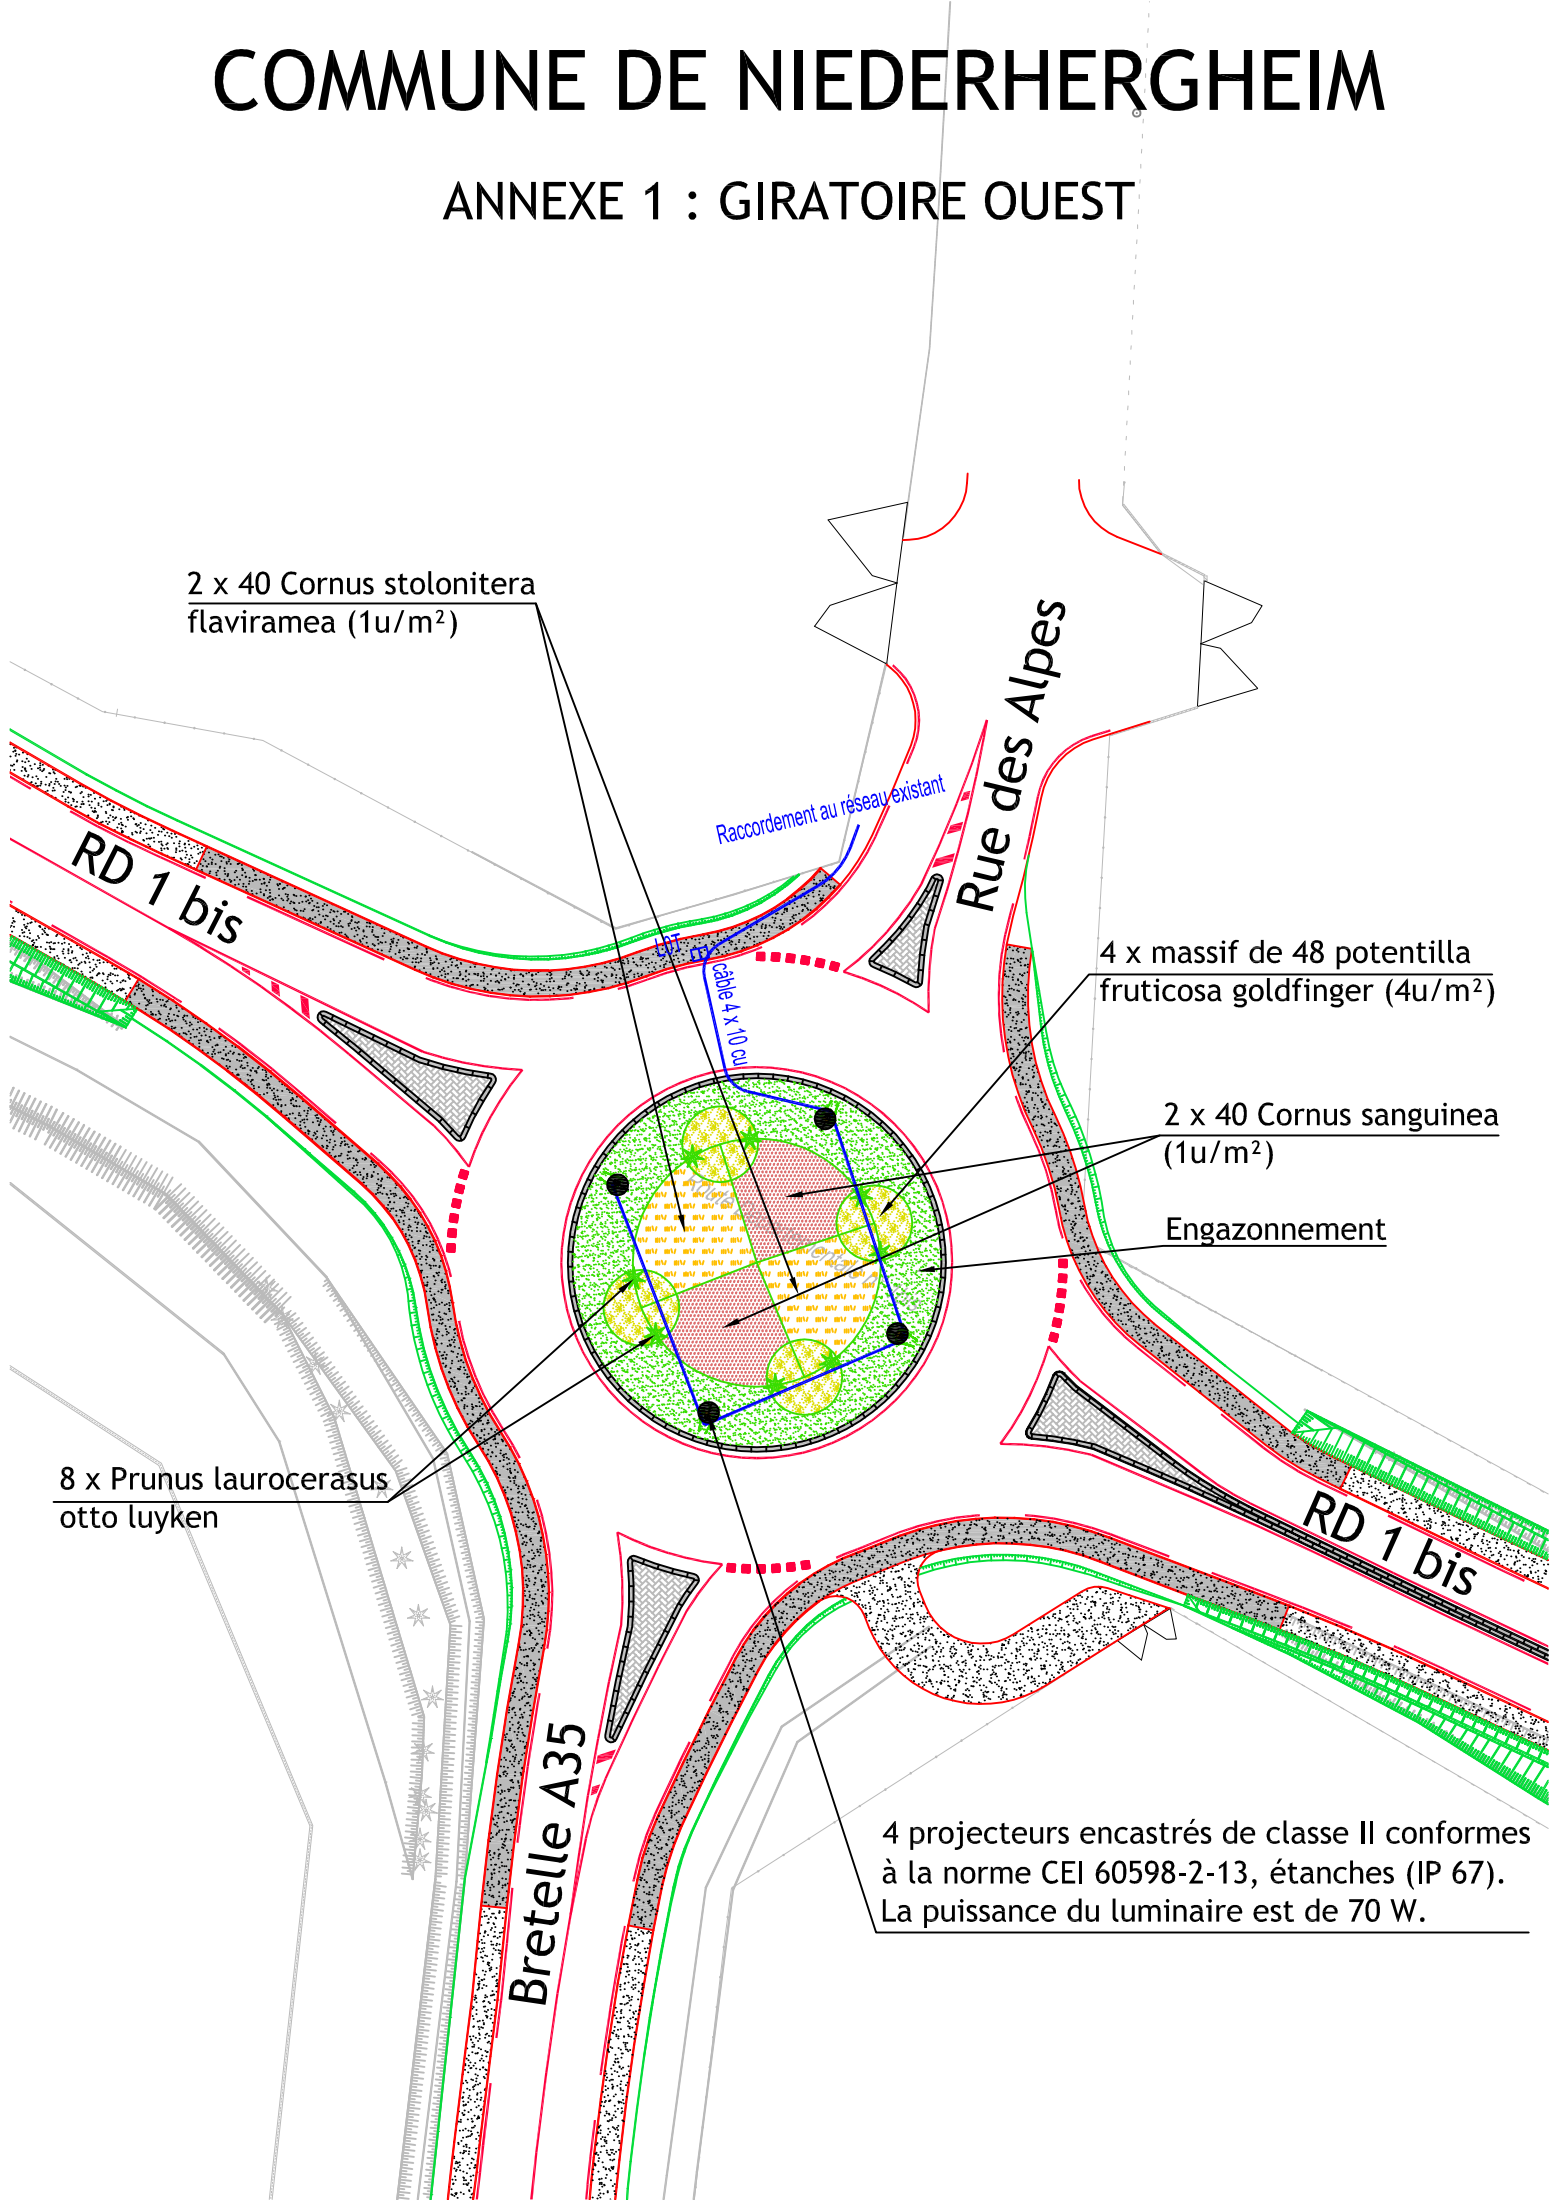 COMMUNE DE NIEDERHERGHEIM
ANNEXE 1 : GIRATOIRE OUEST
2 x 40 Cornus stolonitera
flaviramea (1u/m²)
Rue des Alpes
Raccordement au réseau existant
RD 1 bis
LOT
câble 4 x 10 cu
4 x massif de 48 potentilla
fruticosa goldfinger (4u/m²)
2 x 40 Cornus sanguinea
(1u/m²)
Engazonnement
8 x Prunus laurocerasus
otto luyken
RD 1 bis
Bretelle A35
4 projecteurs encastrés de classe II conformes
à la norme CEI 60598-2-13, étanches (IP 67).
La puissance du luminaire est de 70 W.